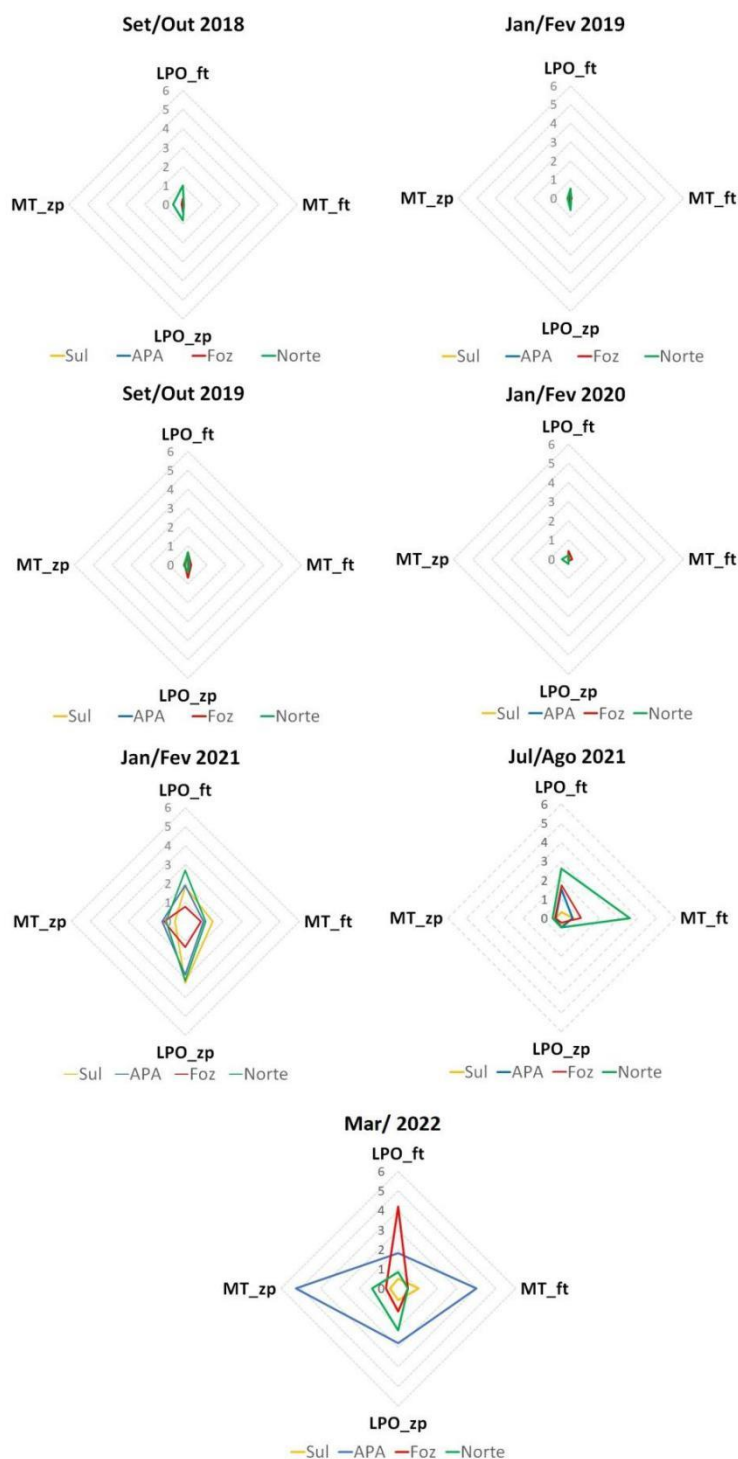 Set/Out 2018
LPO_ft
6
5
4
3
2
1
0
MT_zp
MT_ft
LPO_zp
Sul APA Foz Norte
Jan/Fev 2019
LPO_ft
6
5
4
3
2
1
0
MT_zp
MT_ft
LPO_zp
Sul APA Foz Norte
Set/Out 2019
LPO_ft
6
5
4
3
2
1
0
MT_zp
MT_ft
LPO_zp
Sul APA Foz Norte
Jan/Fev 2020
LPO_ft
6
5
4
3
2
1
0
MT_zp
MT_ft
LPO_zp
Sul APA Foz Norte
Jan/Fev 2021
LPO_ft
6
5
4
3
2
1
0
MT_zp
MT_ft
LPO_zp
Sul APA Foz Norte
Jul/Ago 2021
LPO_ft
6
5
4
3
2
1
0
MT_zp
MT_ft
LPO_zp
Sul APA Foz Norte
Mar/ 2022
LPO_ft
6
5
4
3
2
1
0
MT_zp
MT_ft
LPO_zp
Sul APA Foz Norte